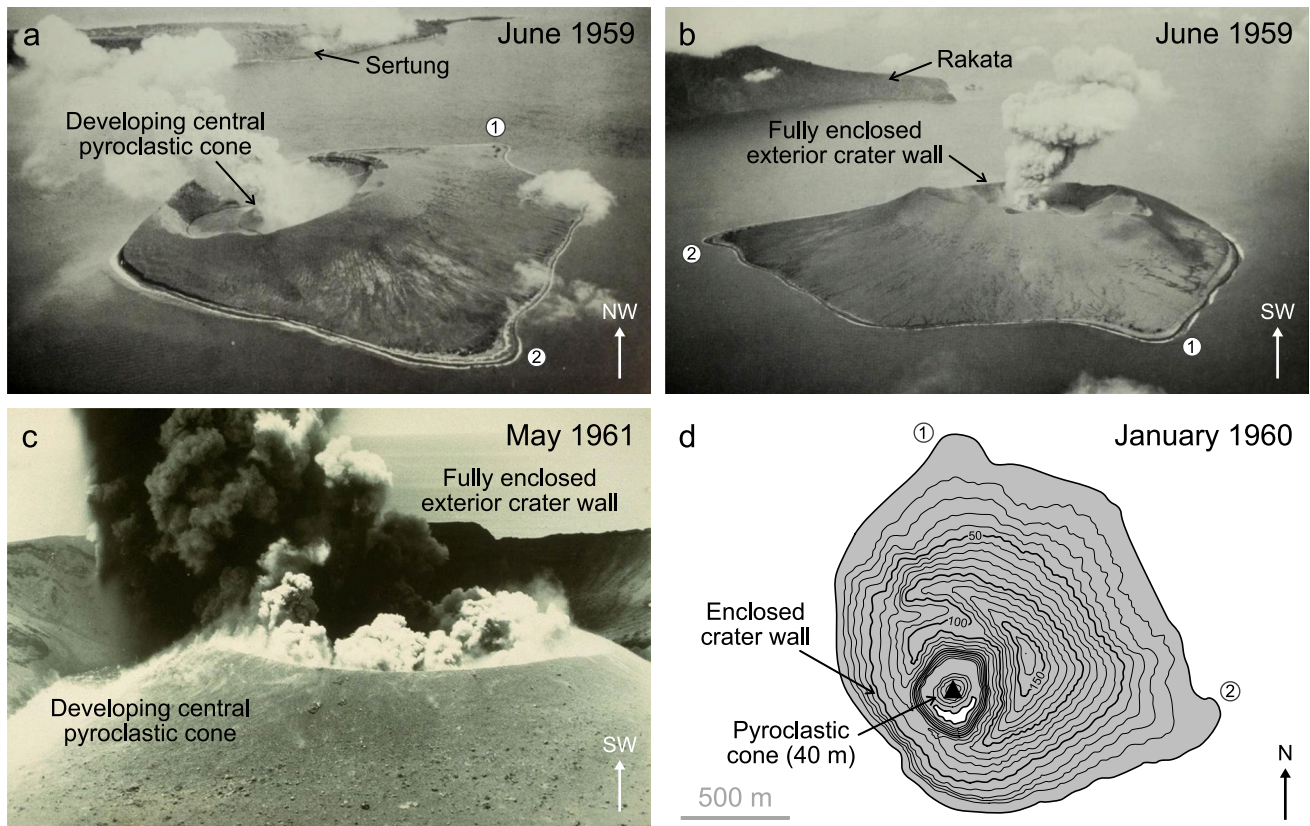 a
June 1959
Sertung
Developing central
pyroclastic cone
1
2
NW
b
June 1959
Rakata
Fully enclosed
exterior crater wall
2
1
SW
c
May 1961
Fully enclosed
exterior crater wall
Developing central
pyroclastic cone
SW
d
January 1960
1
50
100
150
Enclosed
crater wall
2
Pyroclastic
cone (40 m)
500 m
N